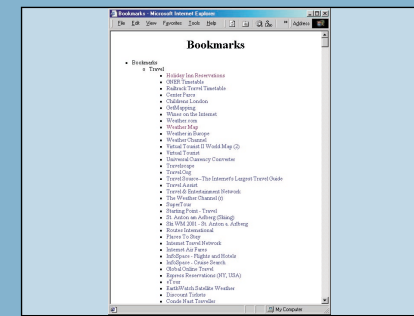 Bookmarks - Microsoft Internet Explorer
File Edit View Favorites Tools Help Address
Bookmarks
Bookmarks
Travel
Holiday Inn Reservations
Railtrack Travel Timetable
Center Parcs
Childrens London
GetMapping
Wines on the Internet
Weather Map
Weather in Europe
Weather Channel
Virtual Tourist II World Map (2)
Virtual Tourist
Universal Currency Converter
Travelscape
Travel Org
Travel Source--The Internet's Largest Travel Guide
Travel Assist
Travel & Entertainment Network
The Weather Channel (r)
SuperTour
Starting Point - Travel
St. Anton am Arlberg (Skiing)
Ski WM 2001 - St. Anton a. Arlberg
Routes International
Places To Stay
Internet Travel Network
Internet Air Fares
InfoSpace - Flights and Hotels
InfoSpace - Cruise Search
Global Online Travel
Express Reservations (NY, USA)
eTour
EarthWatch Satellite Weather
Discount Tickets
Conde Nast Traveller
My Computer